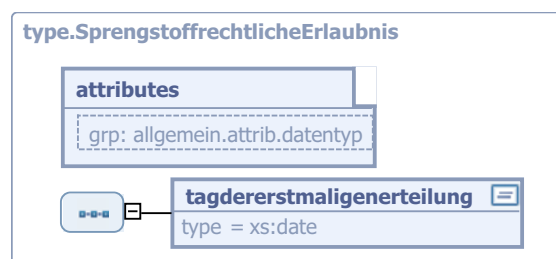 type.SprengstoffrechtlicheErlaubnis
attributes
grp: allgemein.attrib.datentyp
tagdererstmaligenerteilung
type = xs:date